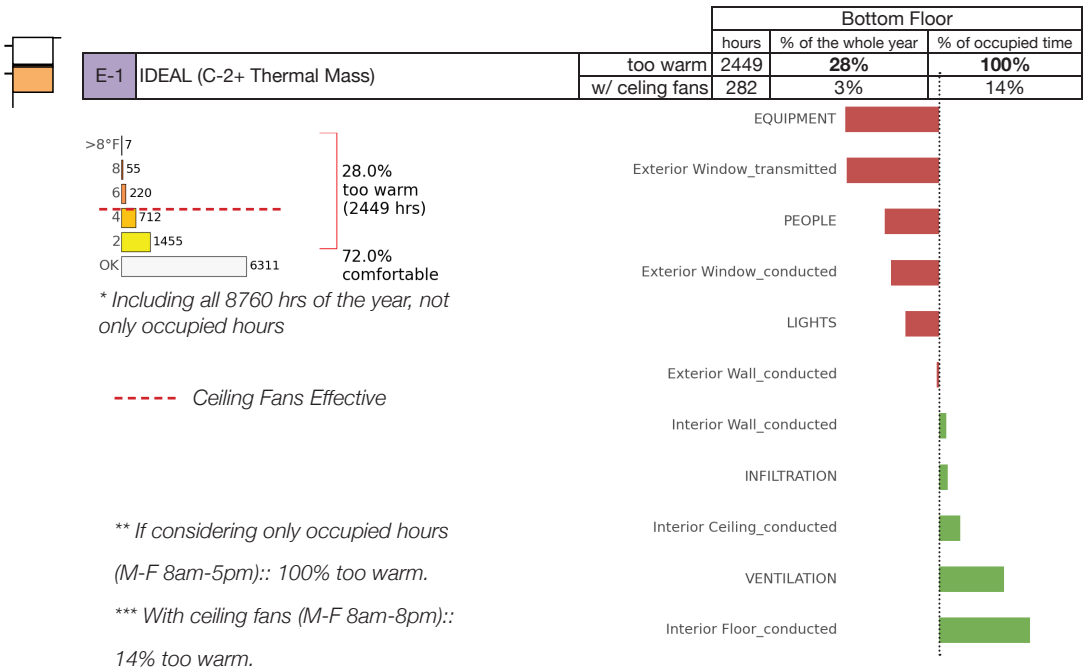 Bottom Floor
hours % of the whole year % of occupied time
E-1 IDEAL (C-2+ Thermal Mass) too warm 2449 28% 100%
w/ celing fans 282 3% 14%
>8°F 7
8 55
6 220
4 712
2 1455
OK 6311
28.0%
too warm
(2449 hrs)
72.0%
comfortable
* Including all 8760 hrs of the year, not
only occupied hours
Ceiling Fans Effective
** If considering only occupied hours
(M-F 8am-5pm):: 100% too warm.
*** With ceiling fans (M-F 8am-8pm)::
14% too warm.
EQUIPMENT
Exterior Window_transmitted
PEOPLE
Exterior Window_conducted
LIGHTS
Exterior Wall_conducted
Interior Wall_conducted
INFILTRATION
Interior Ceiling_conducted
VENTILATION
Interior Floor_conducted